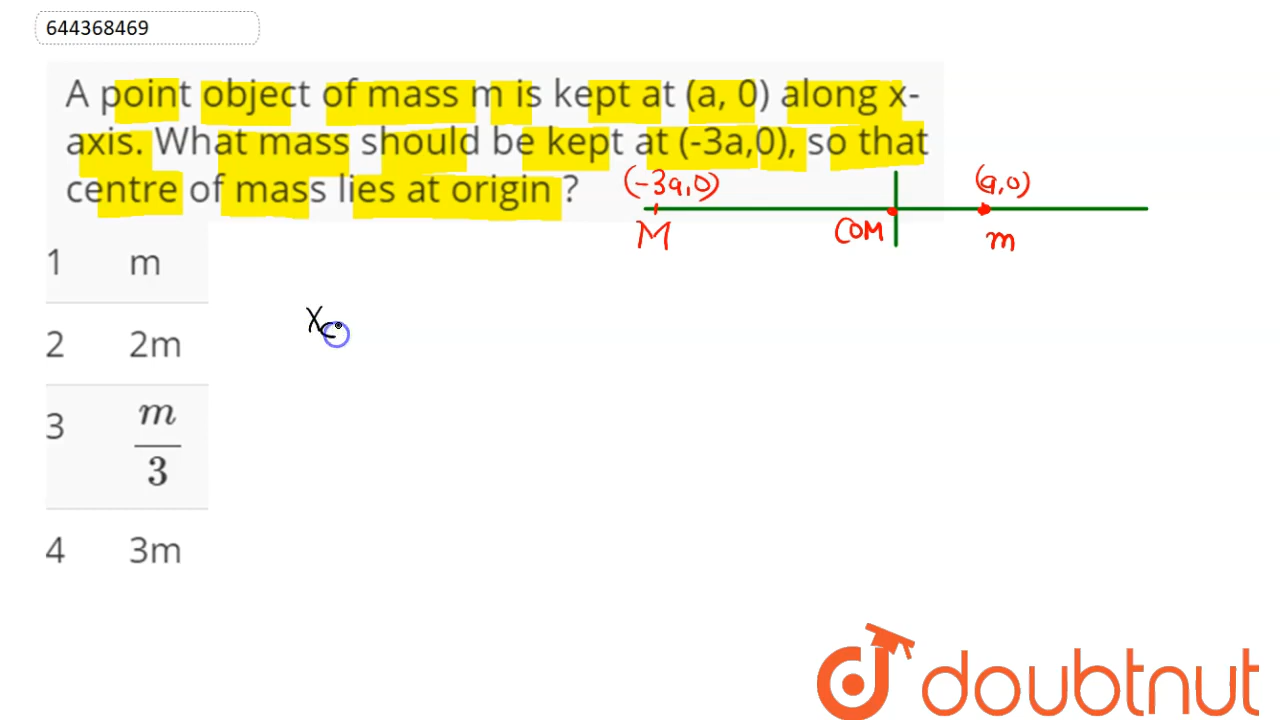 644368469
A point object of mass m is kept at (a, 0) along x-
axis. What mass should be kept at (-3a,0), so that
centre of mass lies at origin ?
(-3a,0) (a,0)
M COM m
1 m
2 2m
3 m/3
4 3m
Xc
doubtnut